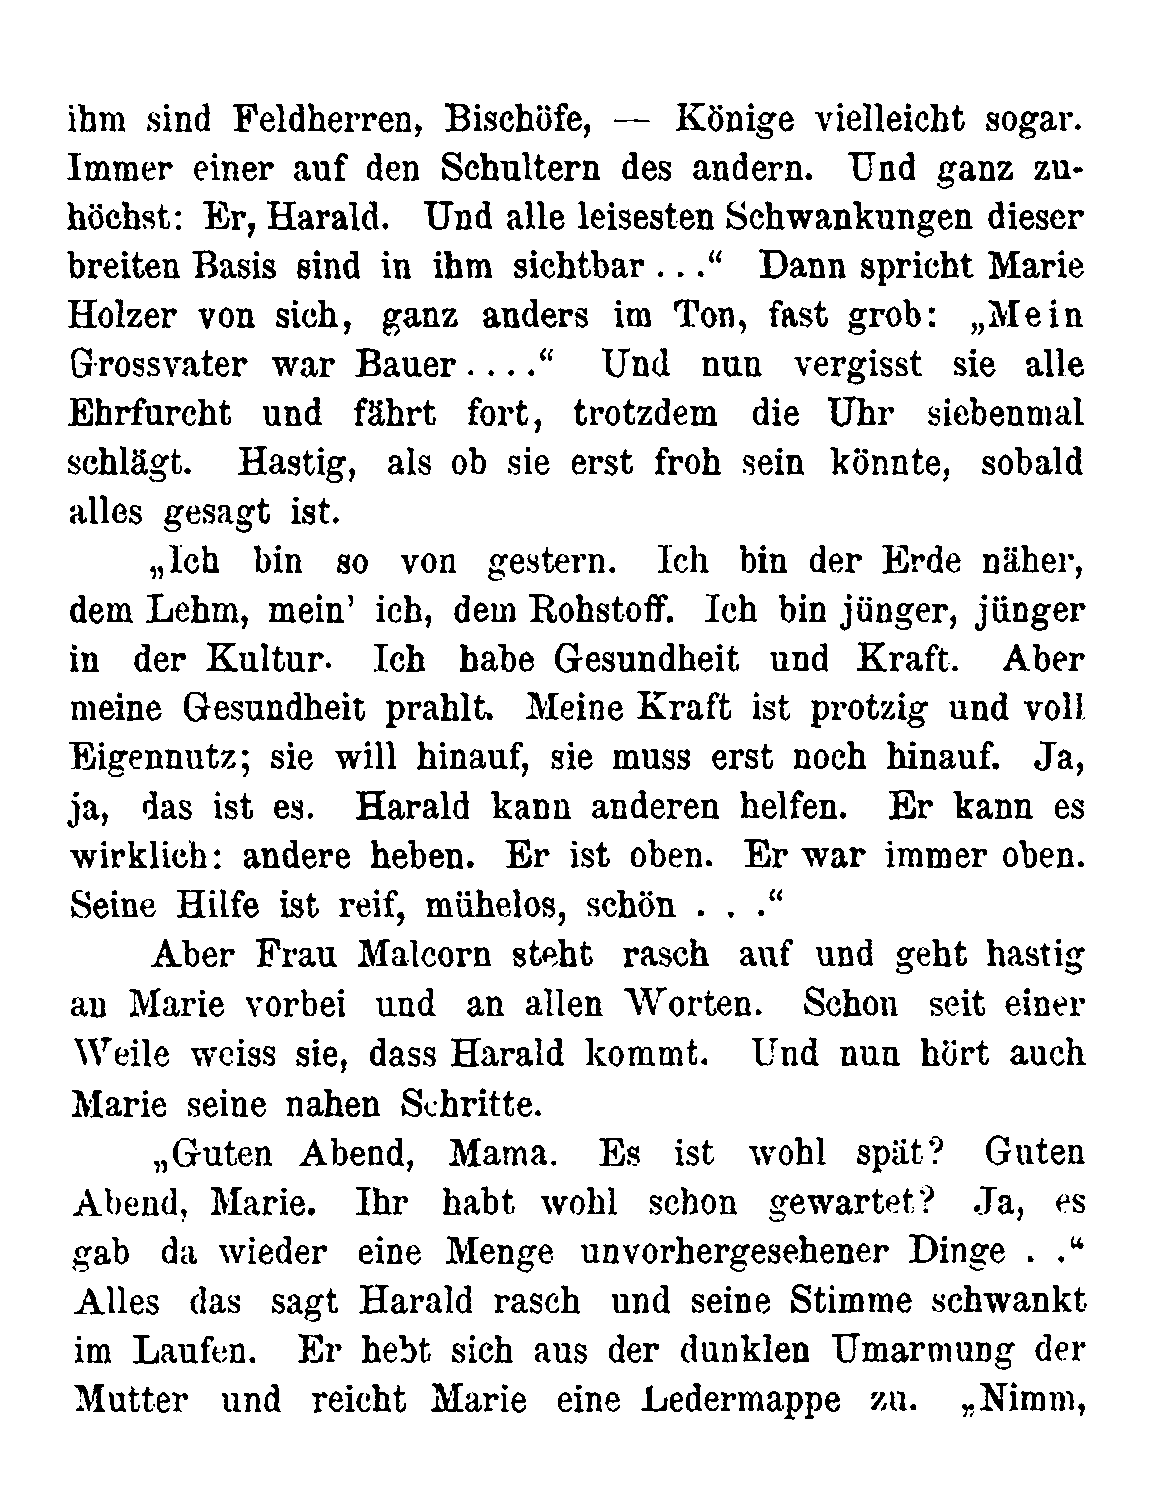 ihm sind Feldherren, Bischöfe, — Könige vielleicht sogar.
Immer einer auf den Schultern des andern. Und ganz zu-
höchst: Er, Harald. Und alle leisesten Schwankungen dieser
breiten Basis sind in ihm sichtbar . . .“ Dann spricht Marie
Holzer von sich, ganz anders im Ton, fast grob: „Mein
Grossvater war Bauer . . . .“ Und nun vergisst sie alle
Ehrfurcht und fährt fort, trotzdem die Uhr siebenmal
schlägt. Hastig, als ob sie erst froh sein könnte, sobald
alles gesagt ist.
„Ich bin so von gestern. Ich bin der Erde näher,
dem Lehm, mein’ ich, dem Rohstoff. Ich bin jünger, jünger
in der Kultur. Ich habe Gesundheit und Kraft. Aber
meine Gesundheit prahlt. Meine Kraft ist protzig und voll
Eigennutz; sie will hinauf, sie muss erst noch hinauf. Ja,
ja, das ist es. Harald kann anderen helfen. Er kann es
wirklich: andere heben. Er ist oben. Er war immer oben.
Seine Hilfe ist reif, mühelos, schön . . .“
Aber Frau Malcorn steht rasch auf und geht hastig
an Marie vorbei und an allen Worten. Schon seit einer
Weile weiss sie, dass Harald kommt. Und nun hört auch
Marie seine nahen Schritte.
„Guten Abend, Mama. Es ist wohl spät? Guten
Abend, Marie. Ihr habt wohl schon gewartet? Ja, es
gab da wieder eine Menge unvorhergesehener Dinge . .“
Alles das sagt Harald rasch und seine Stimme schwankt
im Laufen. Er hebt sich aus der dunklen Umarmung der
Mutter und reicht Marie eine Ledermappe zu. „Nimm,